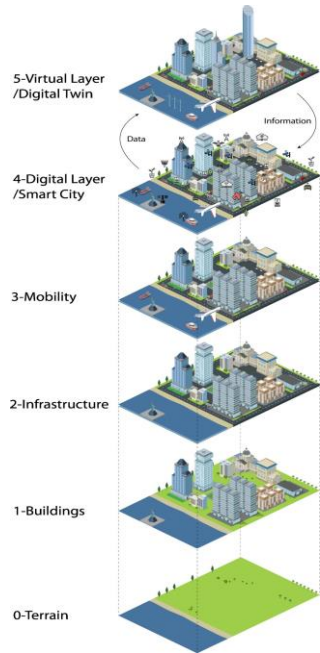 5-Virtual Layer
/Digital Twin
Information
Data
4-Digital Layer
/Smart City
3-Mobility
2-Infrastructure
1-Buildings
0-Terrain